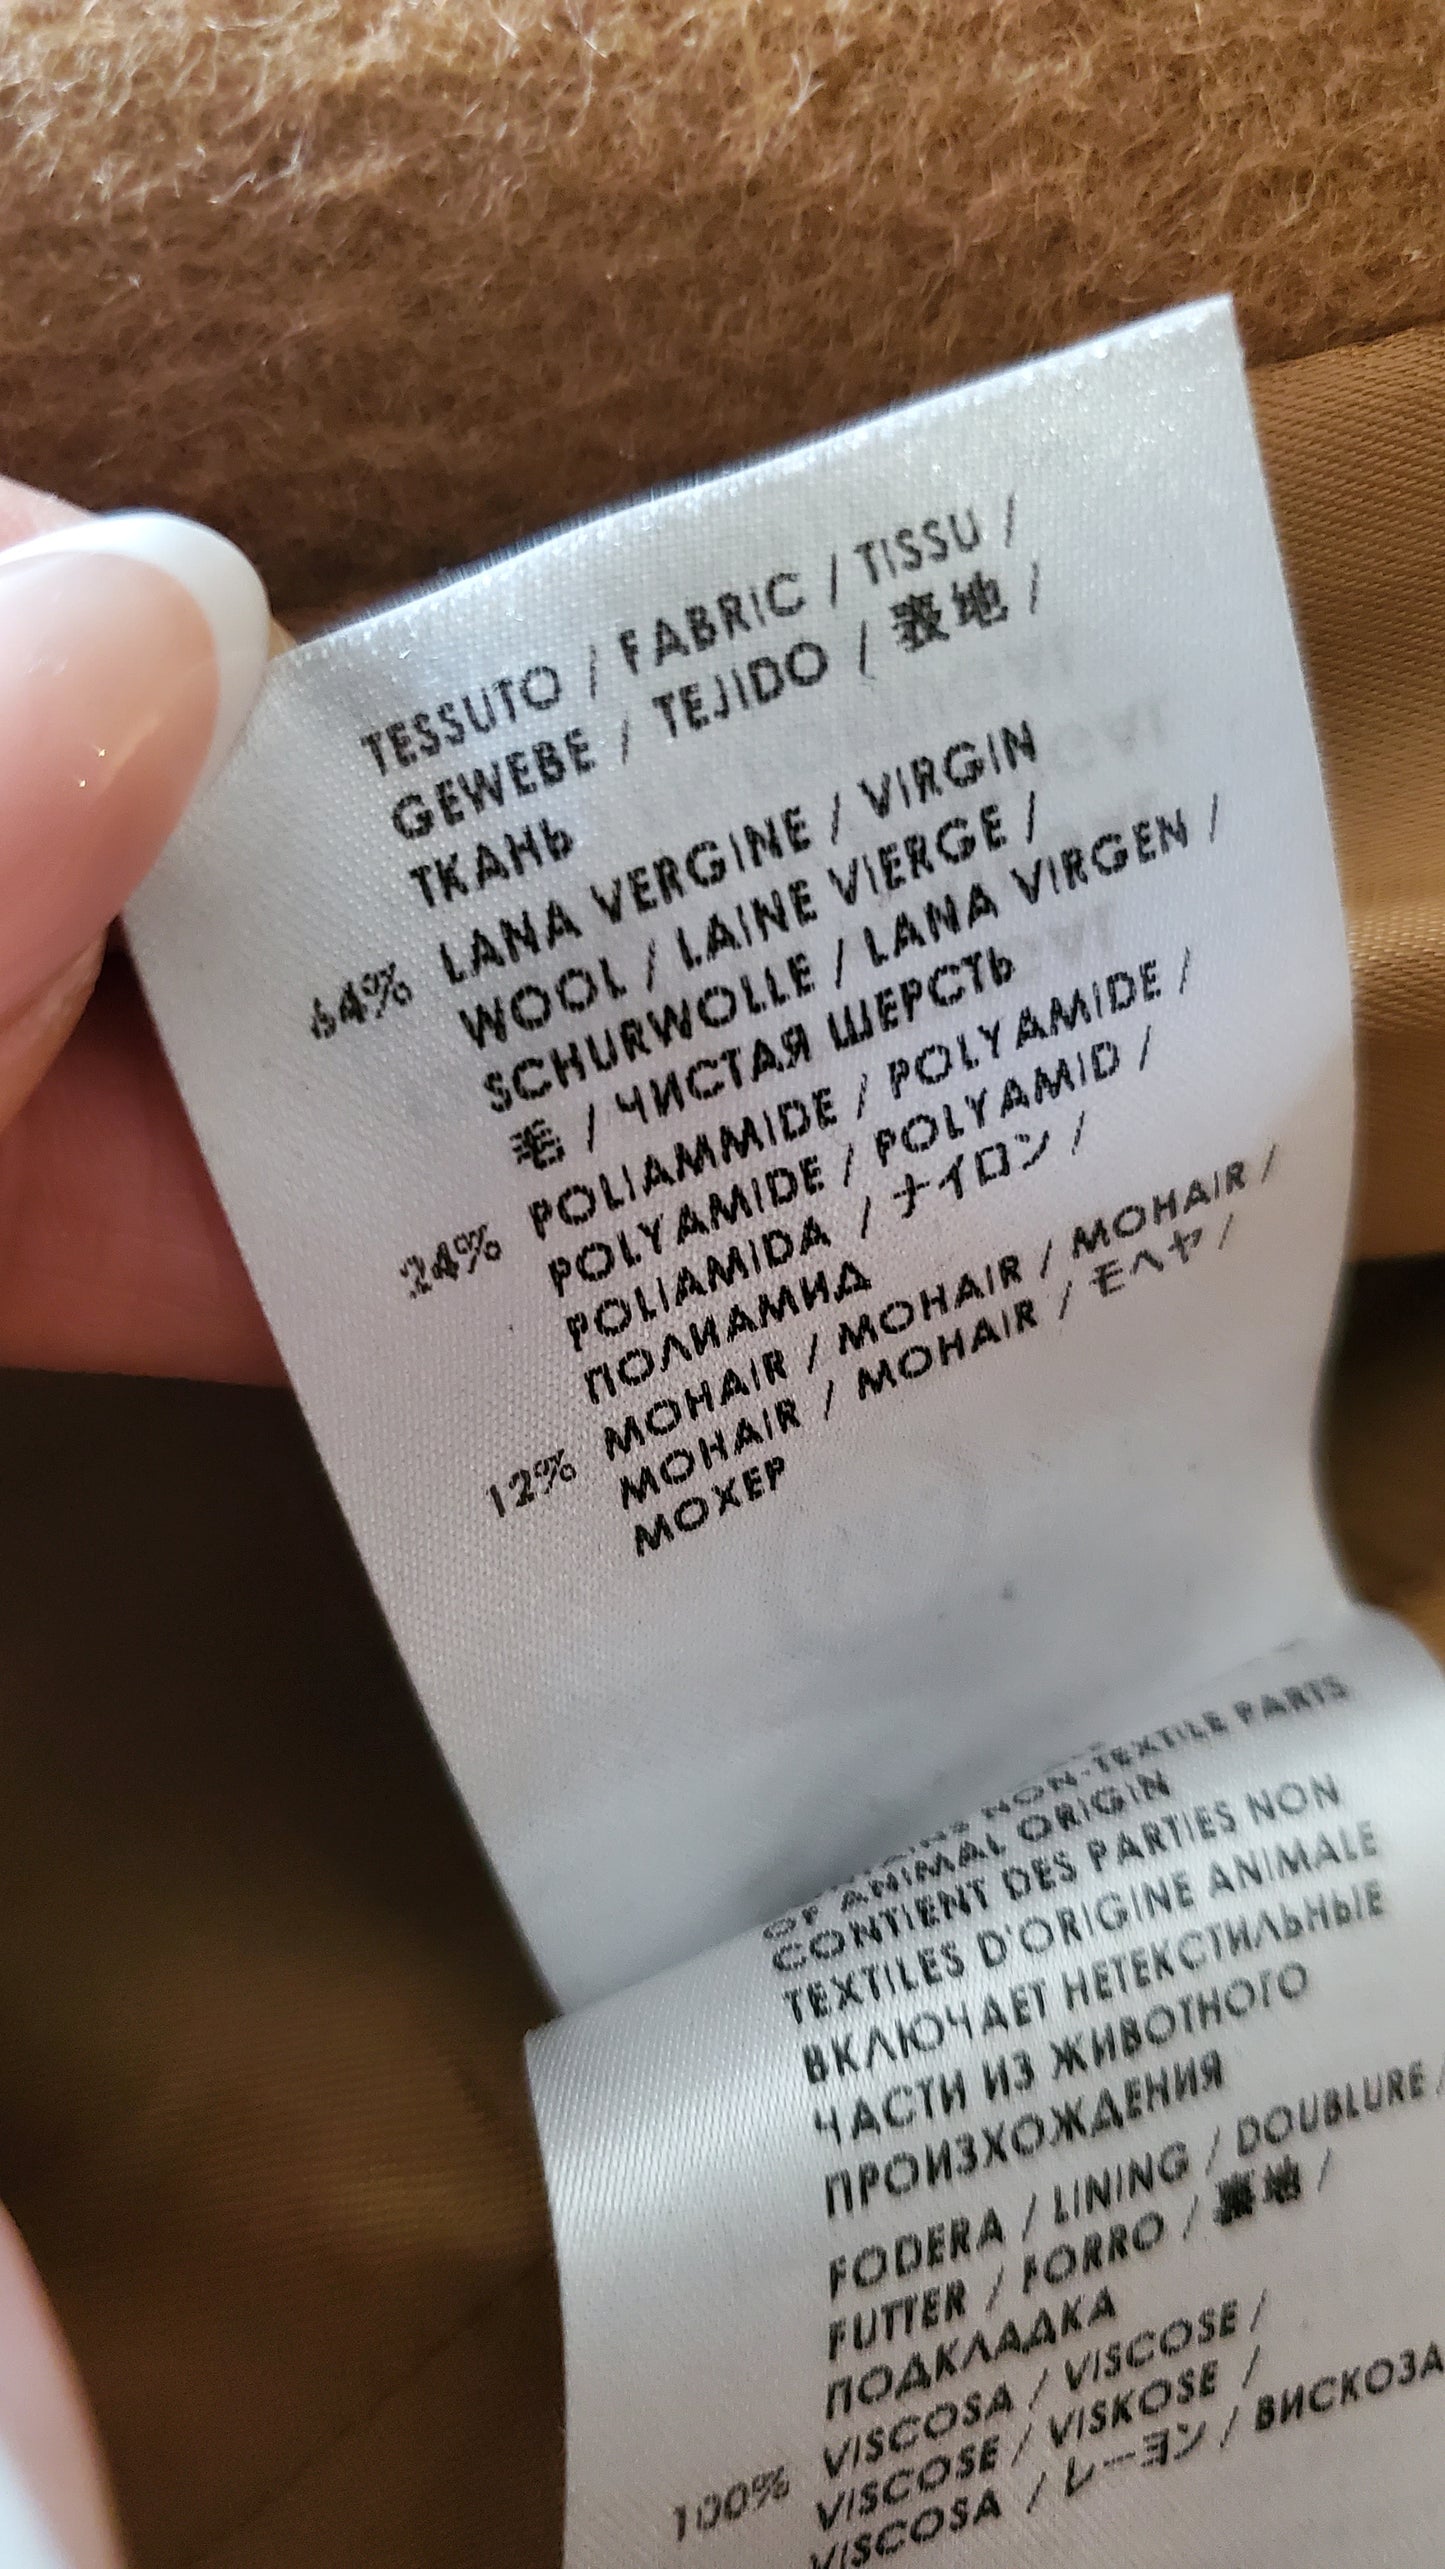 TESSUTO / FABRIC / TISSU /
GEWEBE / TEJIDO / 表地 /
ТКАНЬ
64% LANA VERGINE / VIRGIN
WOOL / LAINE VIERGE /
SCHURWOLLE / LANA VIRGEN /
毛 / ЧИСТАЯ ШЕРСТЬ
24% POLIAMMIDE / POLYAMIDE /
POLYAMIDE / POLYAMID /
POLIAMIDA / ナイロン /
ПОЛИАМИД
12% MOHAIR / MOHAIR / MOHAIR /
MOHAIR / MOHAIR / モヘヤ /
МОХЕР
NON-TEXTILE PARTS
OF ANIMAL ORIGIN
CONTIENT DES PARTIES NON
TEXTILES D'ORIGINE ANIMALE
ВКЛЮЧАЕТ НЕТЕКСТИЛЬНЫЕ
ЧАСТИ ИЗ ЖИВОТНОГО
ПРОИЗХОЖДЕНИЯ
FODERA / LINING / DOUBLURE /
FUTTER / FORRO / 裏地 /
ПОДКЛАДКА
100% VISCOSA / VISCOSE /
VISCOSE / VISKOSE /
VISCOSA / レーヨン / ВИСКОЗА